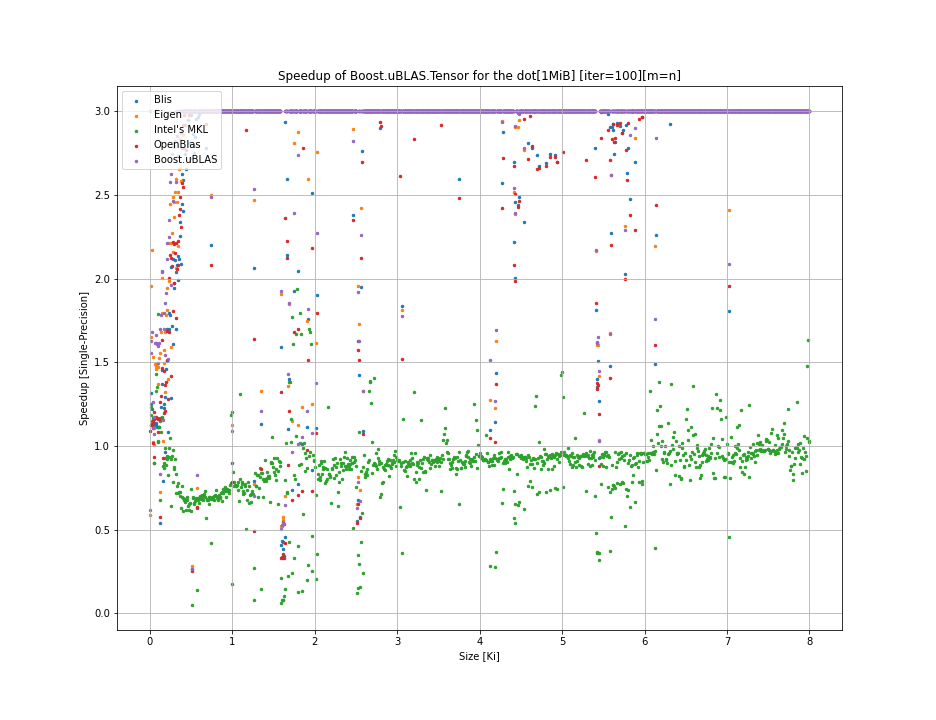 Speedup of Boost.uBLAS.Tensor for the dot[1MiB] [iter=100][m=n]
Blis
Eigen
Intel's MKL
OpenBlas
Boost.uBLAS
Speedup [Single-Precision]
3.0
2.5
2.0
1.5
1.0
0.5
0.0
0 1 2 3 4 5 6 7 8
Size [Ki]